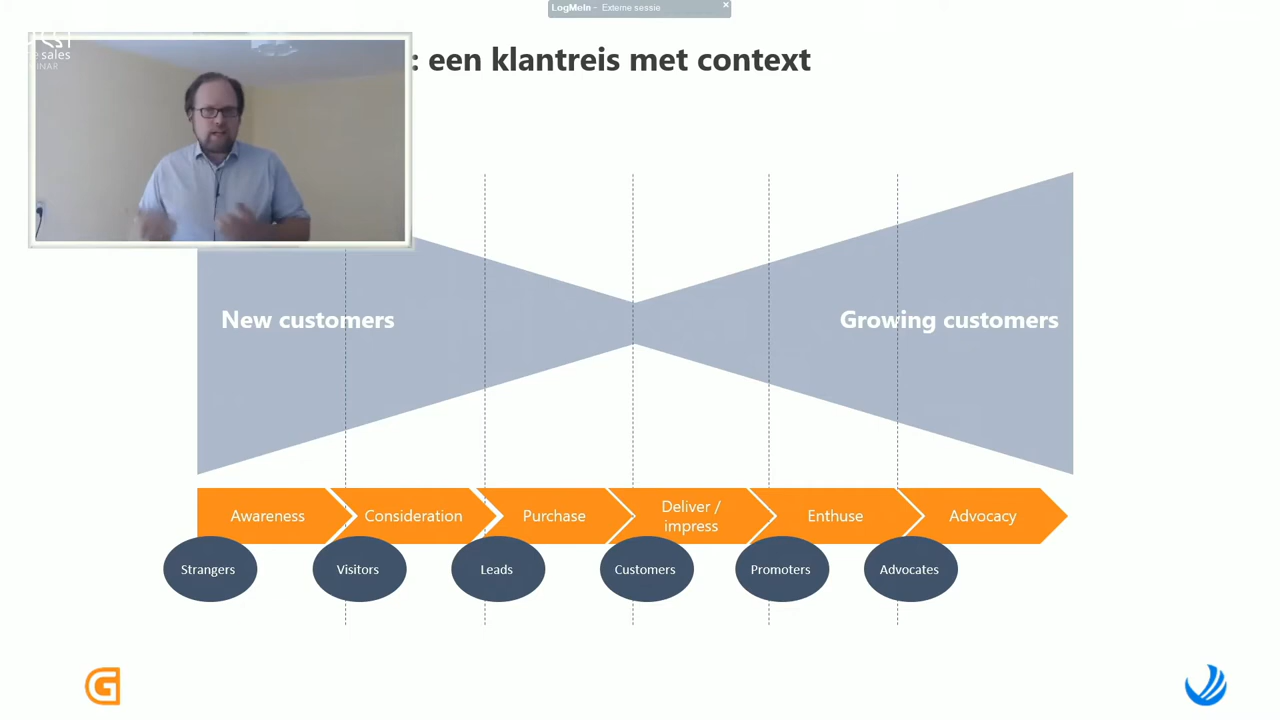 LogMeIn - Externe sessie
sales
: een klantreis met context
New customers
Growing customers
Awareness
Consideration
Purchase
Deliver /
impress
Enthuse
Advocacy
Strangers
Visitors
Leads
Customers
Promoters
Advocates